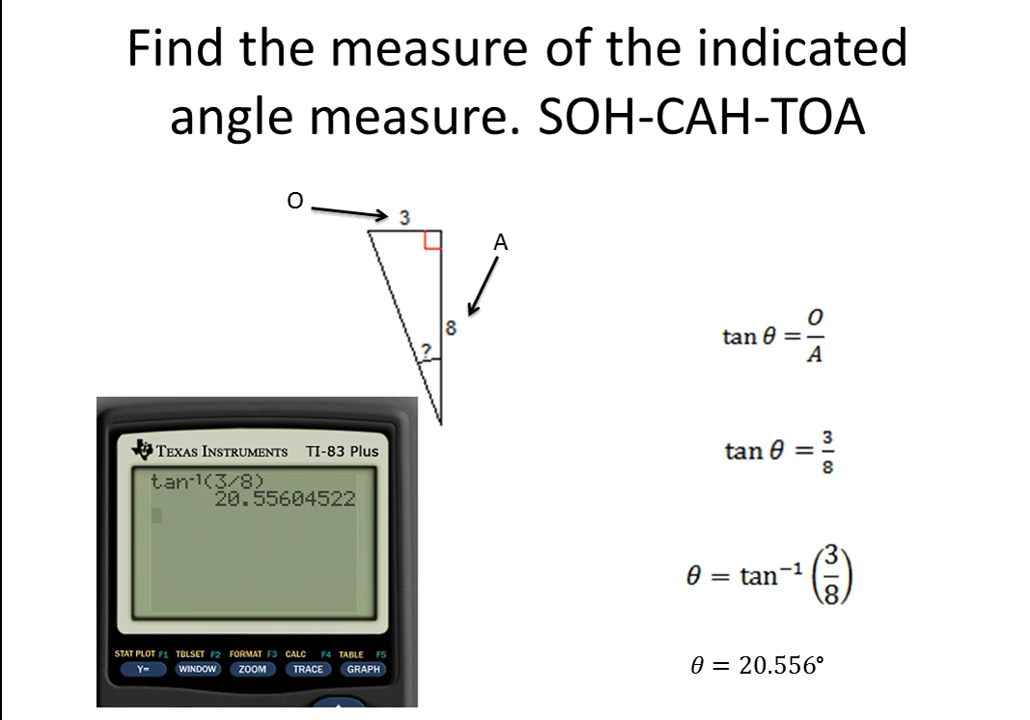 Find the measure of the indicated
angle measure. SOH-CAH-TOA
O
3
A
8
?
tan θ = O/A
tan θ = 3/8
θ = tan⁻¹(3/8)
θ = 20.556°
TEXAS INSTRUMENTS TI-83 Plus
tan⁻¹(3/8)
20.55604522
STAT PLOT F1 TBLSET F2 FORMAT F3 CALC F4 TABLE F5
Y= WINDOW ZOOM TRACE GRAPH